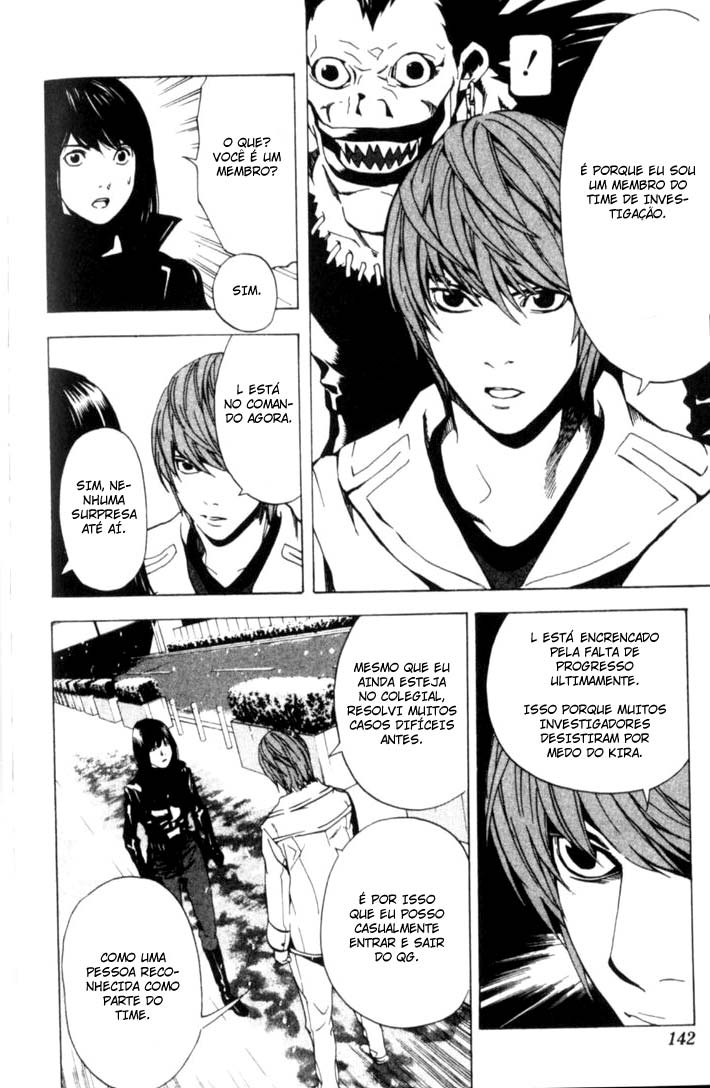 !
É PORQUE EU SOU
UM MEMBRO DO
TIME DE INVES-
TIGAÇÃO.
O QUE?
VOCÊ É UM
MEMBRO?
SIM.
L ESTÁ
NO COMAN-
DO AGORA.
SIM, NE-
NHUMA
SURPRESA
ATÉ AÍ.
L ESTÁ ENCRENCADO
PELA FALTA DE
PROGRESSO
ULTIMAMENTE.
ISSO PORQUE MUITOS
INVESTIGADORES
DESISTIRAM POR
MEDO DO KIRA.
MESMO QUE EU
AINDA ESTEJA
NO COLEGIAL,
RESOLVI MUITOS
CASOS DIFÍCEIS
ANTES.
É POR ISSO
QUE EU POSSO
CASUALMENTE
ENTRAR E SAIR
DO QG.
COMO UMA
PESSOA RECO-
NHECIDA COMO
PARTE DO
TIME.
142